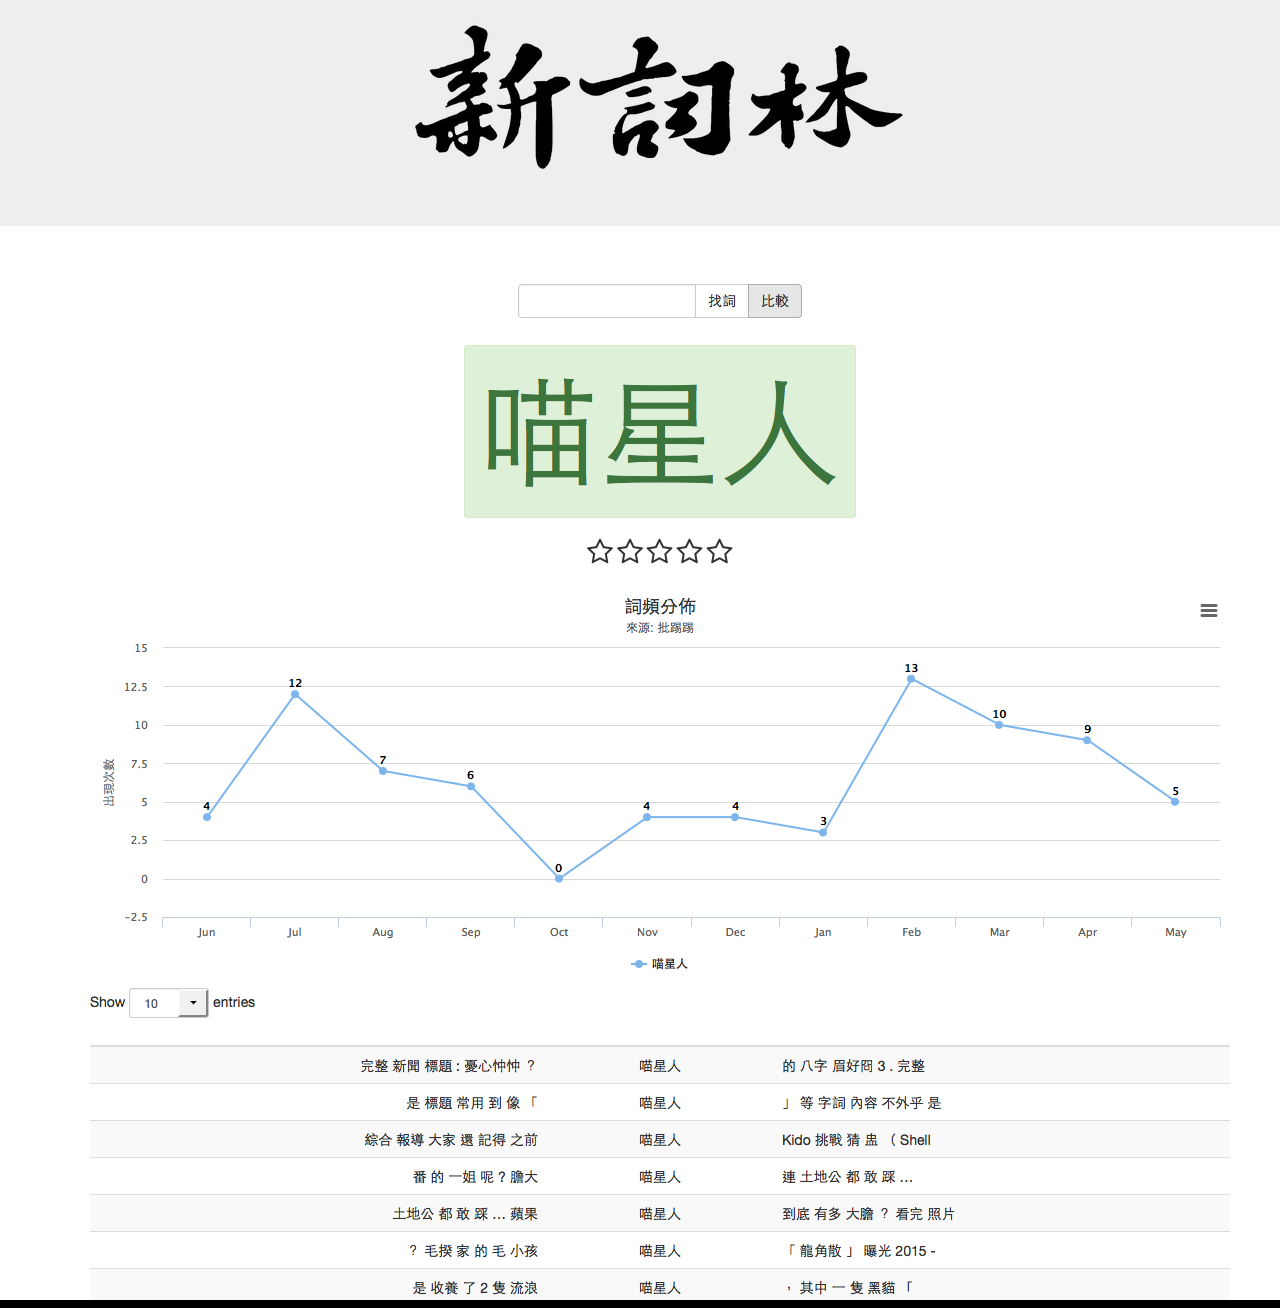 新詞林
找詞 比較
喵星人
詞頻分佈
來源: 批踢踢
15
12.5
10
7.5
5
2.5
0
−2.5
出現次數
4 12 7 6 0 4 4 3 13 10 9 5
Jun Jul Aug Sep Oct Nov Dec Jan Feb Mar Apr May
喵星人
Show 10 entries
完整 新聞 標題 : 憂心忡忡 ？ 喵星人 的 八字 眉好冏 3 . 完整
是 標題 常用 到 像 「 喵星人 」 等 字詞 內容 不外乎 是
綜合 報導 大家 還 記得 之前 喵星人 Kido 挑戰 猜 盅 （ Shell
番 的 一姐 呢 ? 膽大 喵星人 連 土地公 都 敢 踩 ...
土地公 都 敢 踩 ... 蘋果 喵星人 到底 有多 大膽 ？ 看完 照片
？ 毛揆 家 的 毛 小孩 喵星人 「 龍角散 」 曝光 2015 -
是 收養 了 2 隻 流浪 喵星人 ， 其中 一 隻 黑貓 「